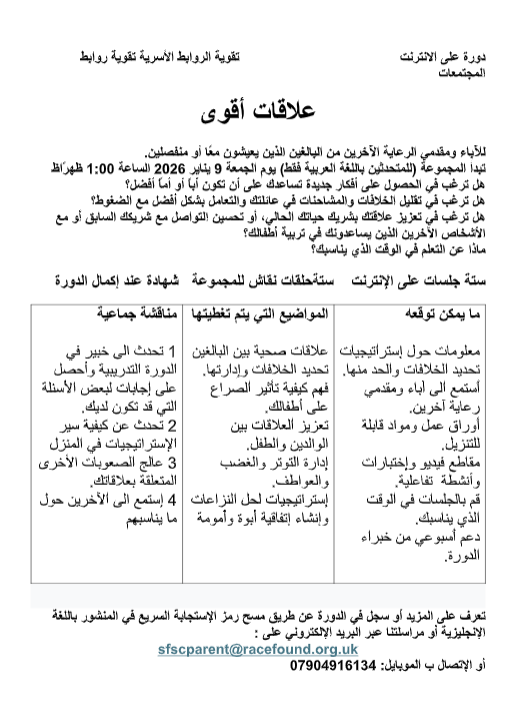 دورة على الانترنت تقوية الروابط الأسرية تقوية روابط
المجتمعات
علاقات أقوى
للآباء ومقدمي الرعاية الآخرين من البالغين الذين يعيشون معًا أو منفصلين.
تبدا المجموعة (للمتحدثين باللغة العربية فقط) يوم الجمعة 9 يناير 2026 الساعة 1:00 ظهرًاظ
هل ترغب في الحصول على أفكار جديدة تساعدك على أن تكون أباً أو أماً أفضل؟
هل ترغب في تقليل الخلافات والمشاحنات في عائلتك والتعامل بشكل أفضل مع الضغوط؟
هل ترغب في تعزيز علاقتك بشريك حياتك الحالي، أو تحسين التواصل مع شريكك السابق أو مع
الأشخاص الآخرين الذين يساعدونك في تربية أطفالك؟
ماذا عن التعلم في الوقت الذي يناسبك؟
ستة جلسات على الإنترنت ستةحلقات نقاش للمجموعة شهادة عند إكمال الدورة
ما يمكن توقعه
معلومات حول إستراتيجيات
تحديد الخلافات والحد منها.
أستمع الى أباء ومقدمي
رعاية آخرين.
أوراق عمل ومواد قابلة
للتنزيل.
مقاطع فيديو وإختبارات
وأنشطة تفاعلية.
قم بالجلسات في الوقت
الذي يناسبك.
دعم أسبوعي من خبراء
الدورة.
المواضيع التي يتم تغطيتها
علاقات صحية بين البالغين
تحديد الخلافات وإدارتها.
فهم كيفية تأثير الصراع
على أطفالك.
تعزيز العلاقات بين
الوالدين والطفل.
إدارة التوتر والغضب
والعواطف.
إستراتيجيات لحل النزاعات
وإنشاء إتفاقية أبوة وأمومة
مناقشة جماعية
1 تحدث الى خبير في
الدورة التدريبية وأحصل
على إجابات لبعض الأسئلة
التي قد تكون لديك.
2 تحدث عن كيفية سير
الإستراتيجيات في المنزل
3 عالج الصعوبات الأخرى
المتعلقة بعلاقاتك.
4 إستمع الى الآخرين حول
ما يناسبهم
تعرف على المزيد أو سجل في الدورة عن طريق مسح رمز الإستجابة السريع في المنشور باللغة
الإنجليزية أو مراسلتنا عبر البريد الإلكتروني على :
sfscparent@racefound.org.uk
أو الإتصال ب الموبايل: 07904916134